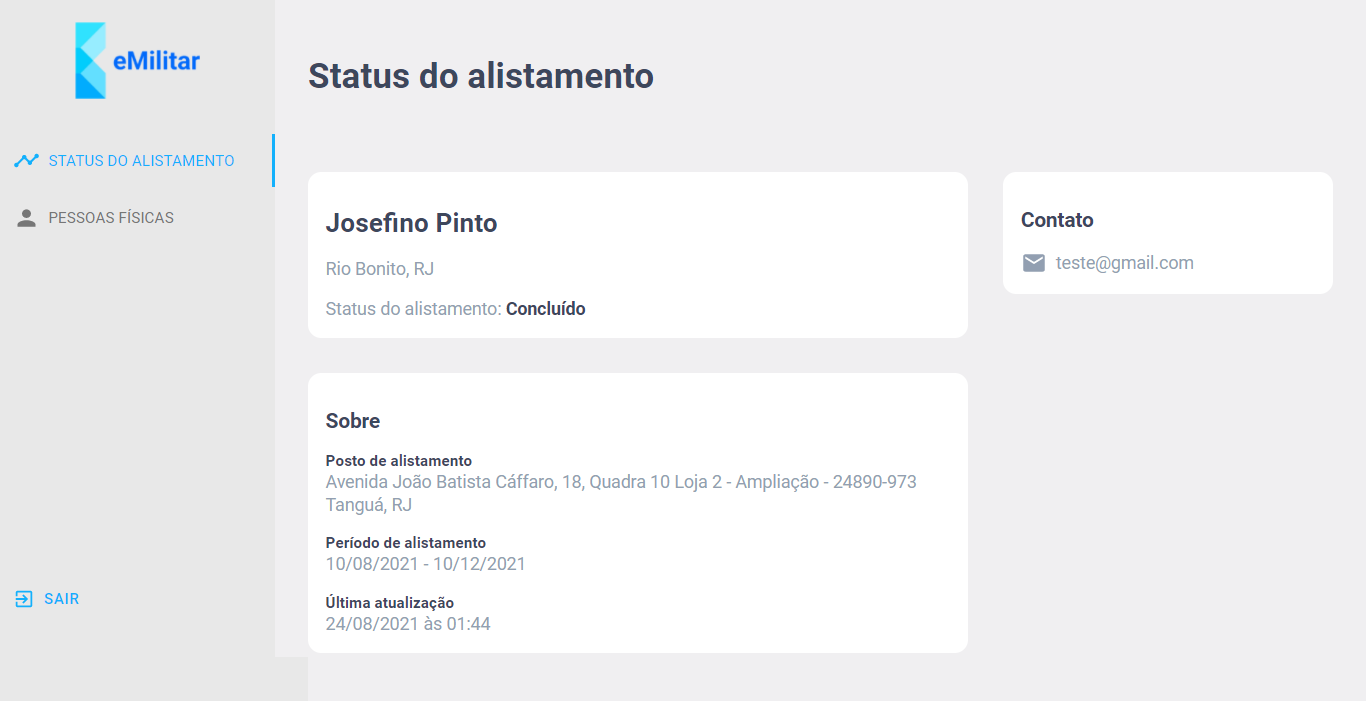 eMilitar
STATUS DO ALISTAMENTO
PESSOAS FÍSICAS
SAIR
Status do alistamento
Josefino Pinto
Rio Bonito, RJ
Status do alistamento: Concluído
Contato
teste@gmail.com
Sobre
Posto de alistamento
Avenida João Batista Cáffaro, 18, Quadra 10 Loja 2 - Ampliação - 24890-973
Tanguá, RJ
Período de alistamento
10/08/2021 - 10/12/2021
Última atualização
24/08/2021 às 01:44